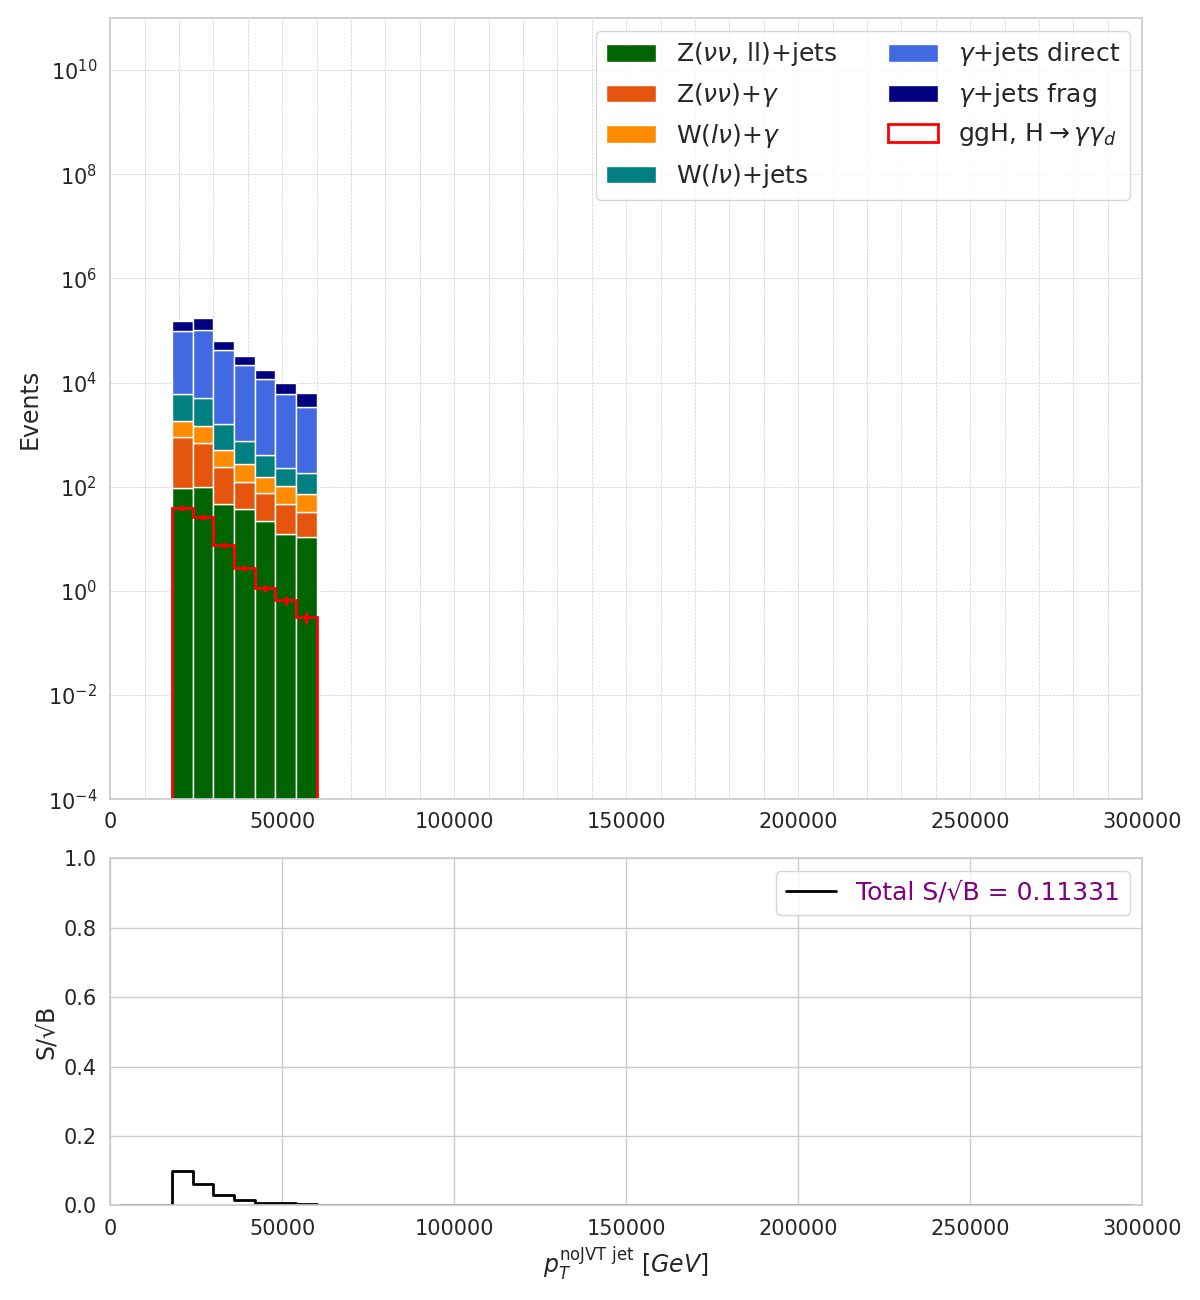 Events
10^10
10^8
10^6
10^4
10^2
10^0
10^−2
10^−4
Z(νν, ll)+jets
Z(νν)+γ
W(lν)+γ
W(lν)+jets
γ+jets direct
γ+jets frag
ggH, H→γγ_d
0 50000 100000 150000 200000 250000 300000
S/√B
1.0
0.8
0.6
0.4
0.2
0.0
Total S/√B = 0.11331
0 50000 100000 150000 200000 250000 300000
p_T^noJVT jet [GeV]